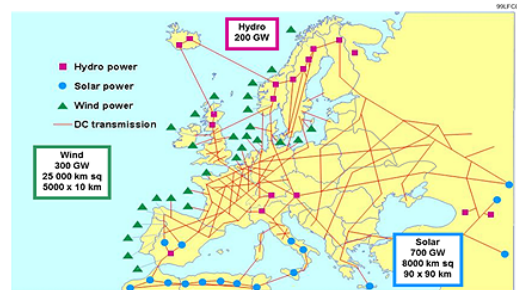 99LFC
Hydro
200 GW
Hydro power
Solar power
Wind power
DC transmission
Wind
300 GW
25 000 km sq
5000 x 10 km
Solar
700 GW
8000 km sq
90 x 90 km